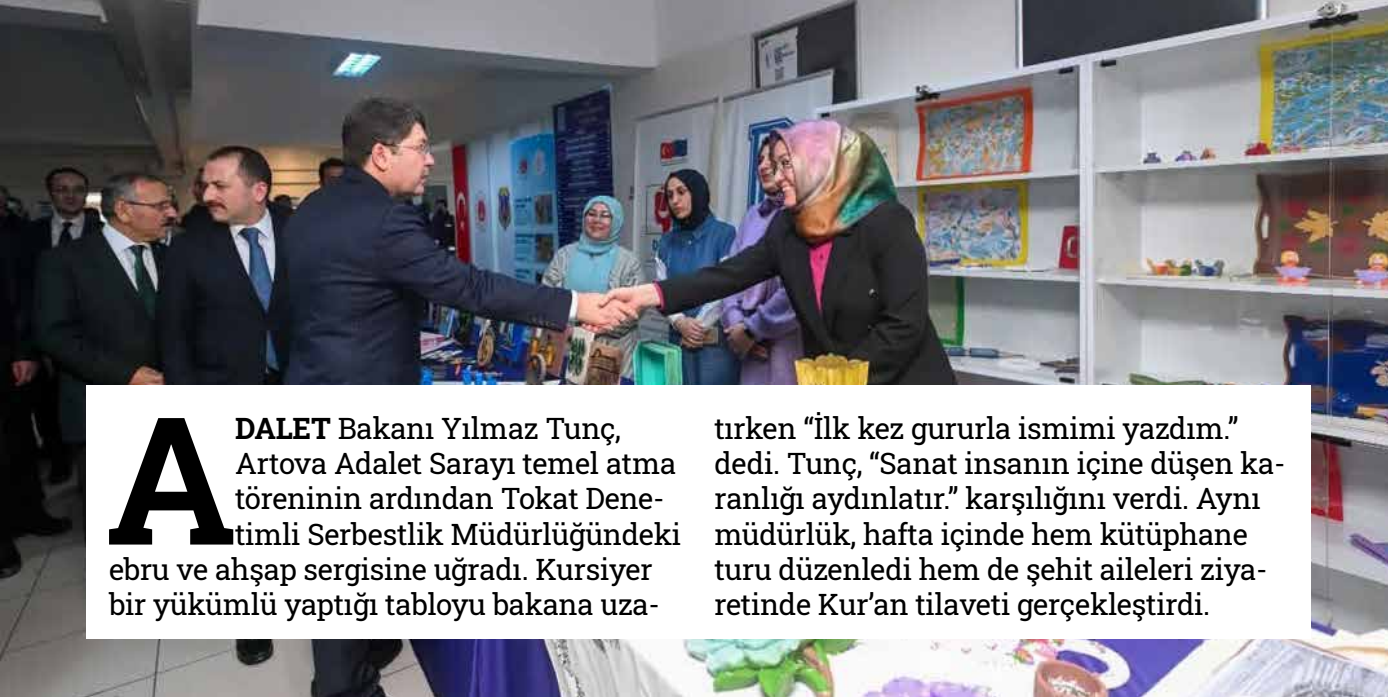 ADALET Bakanı Yılmaz Tunç,
Artova Adalet Sarayı temel atma
töreninin ardından Tokat Dene-
timli Serbestlik Müdürlüğündeki
ebru ve ahşap sergisine uğradı. Kursiyer
bir yükümlü yaptığı tabloyu bakana uza-
tırken “İlk kez gururla ismimi yazdım.”
dedi. Tunç, “Sanat insanın içine düşen ka-
ranlığı aydınlatır.” karşılığını verdi. Aynı
müdürlük, hafta içinde hem kütüphane
turu düzenledi hem de şehit aileleri ziya-
retinde Kur’an tilaveti gerçekleştirdi.